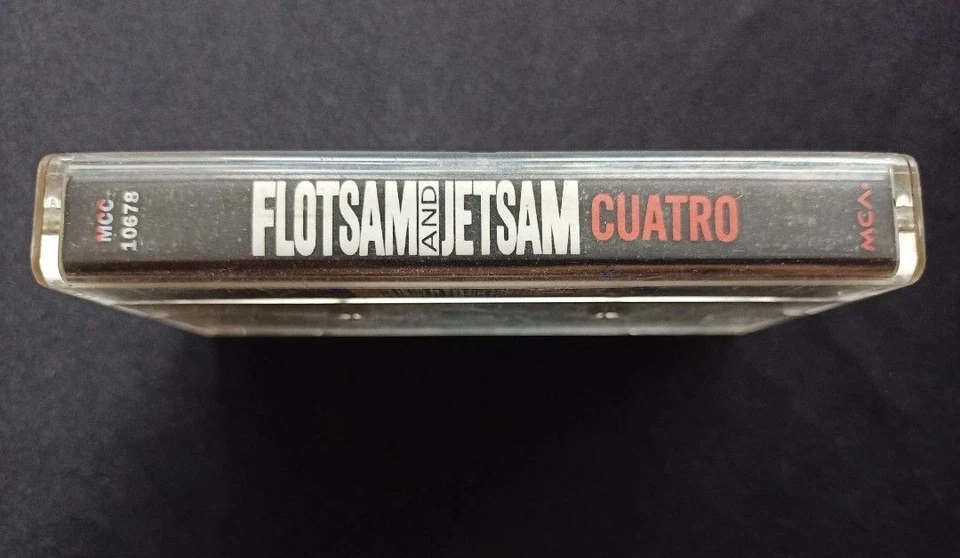 MCC
10678
FLOTSAM AND JETSAM CUATRO
MCA